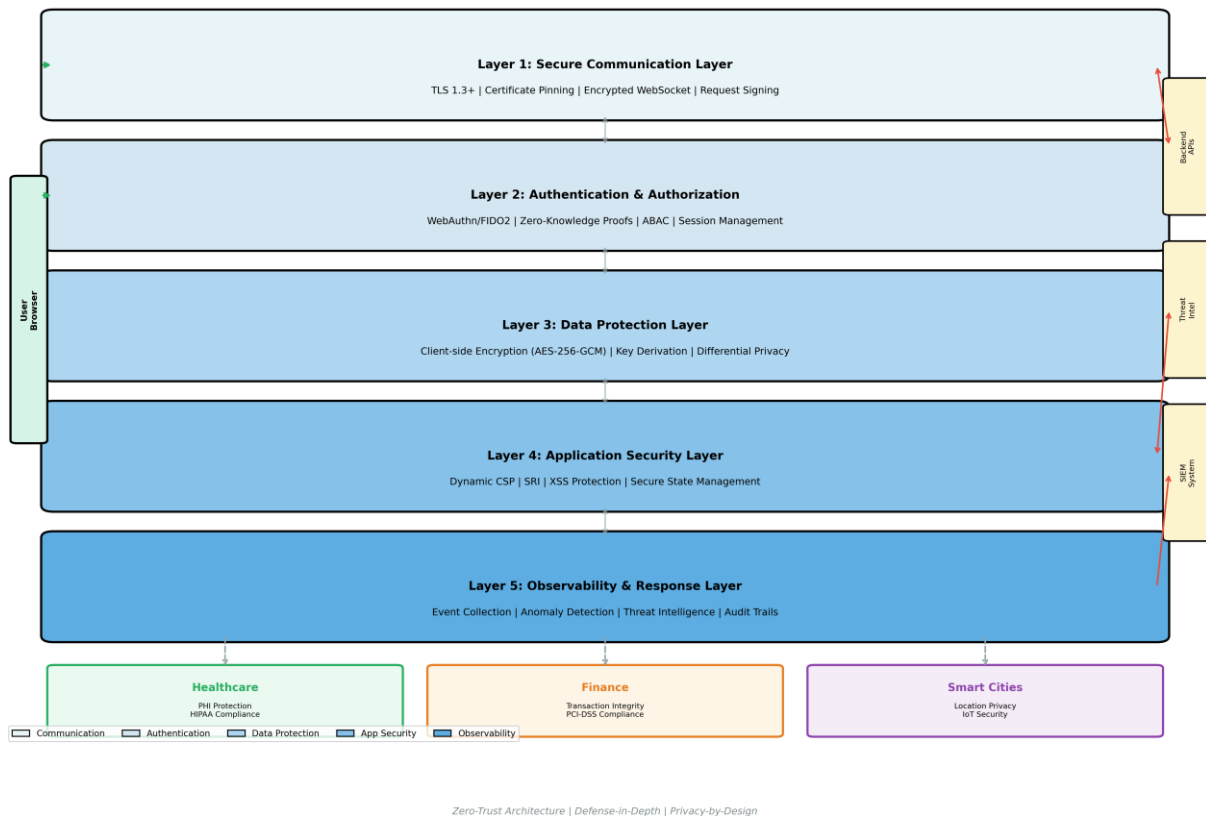 Layer 1: Secure Communication Layer
TLS 1.3+ | Certificate Pinning | Encrypted WebSocket | Request Signing
Backend
APIs
Layer 2: Authentication & Authorization
WebAuthn/FIDO2 | Zero-Knowledge Proofs | ABAC | Session Management
User
Browser
Threat
Intel
Layer 3: Data Protection Layer
Client-side Encryption (AES-256-GCM) | Key Derivation | Differential Privacy
Layer 4: Application Security Layer
Dynamic CSP | SRI | XSS Protection | Secure State Management
SIEM
System
Layer 5: Observability & Response Layer
Event Collection | Anomaly Detection | Threat Intelligence | Audit Trails
Healthcare
PHI Protection
HIPAA Compliance
Finance
Transaction Integrity
PCI-DSS Compliance
Smart Cities
Location Privacy
IoT Security
Communication Authentication Data Protection App Security Observability
Zero-Trust Architecture | Defense-in-Depth | Privacy-by-Design